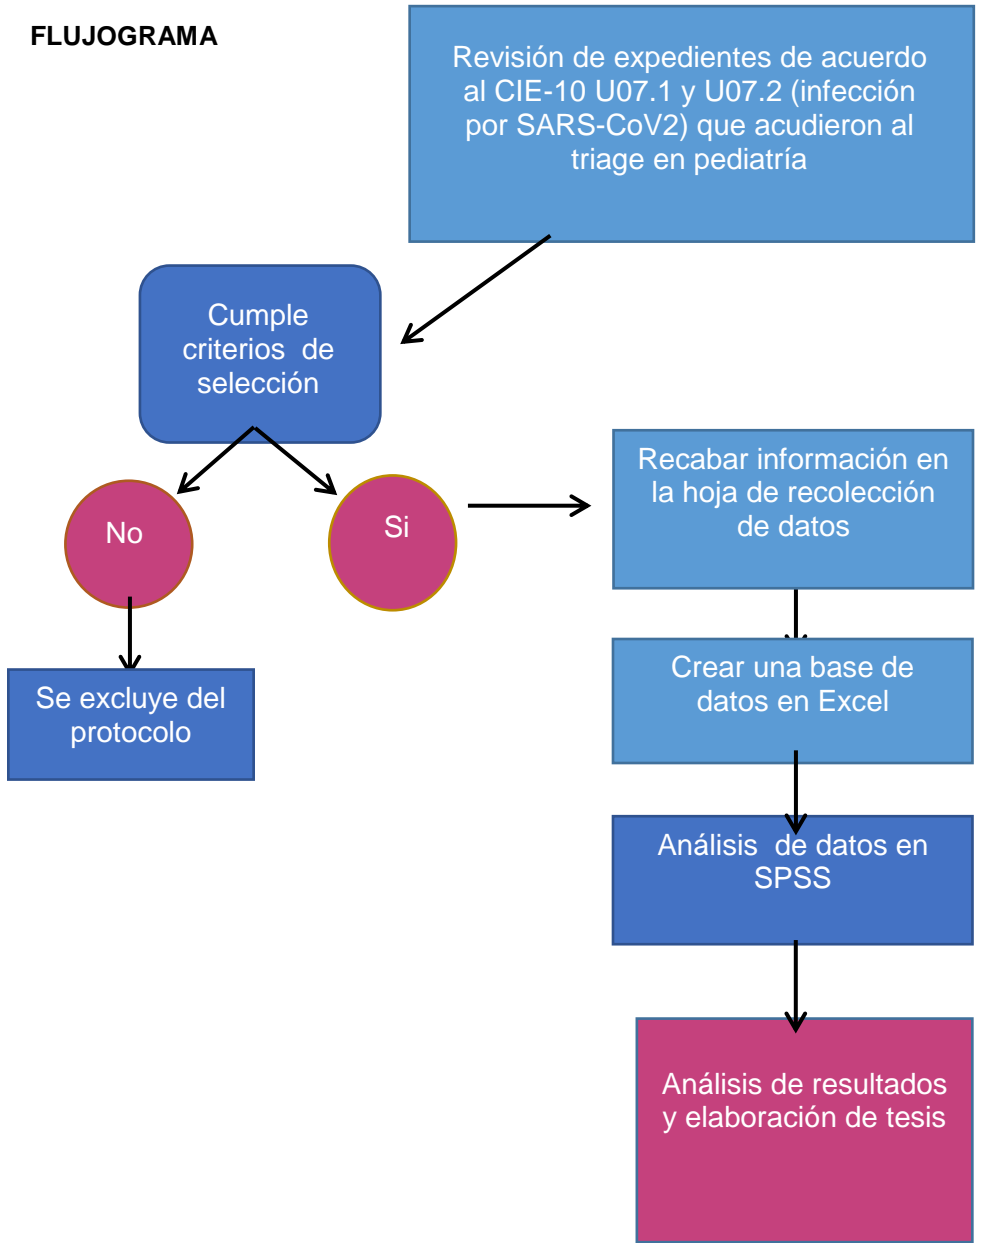 FLUJOGRAMA
Revisión de expedientes de acuerdo
al CIE-10 U07.1 y U07.2 (infección
por SARS-CoV2) que acudieron al
triage en pediatría
Cumple
criterios de
selección
No
Si
Se excluye del
protocolo
Recabar información en
la hoja de recolección
de datos
Crear una base de
datos en Excel
Análisis de datos en
SPSS
Análisis de resultados
y elaboración de tesis